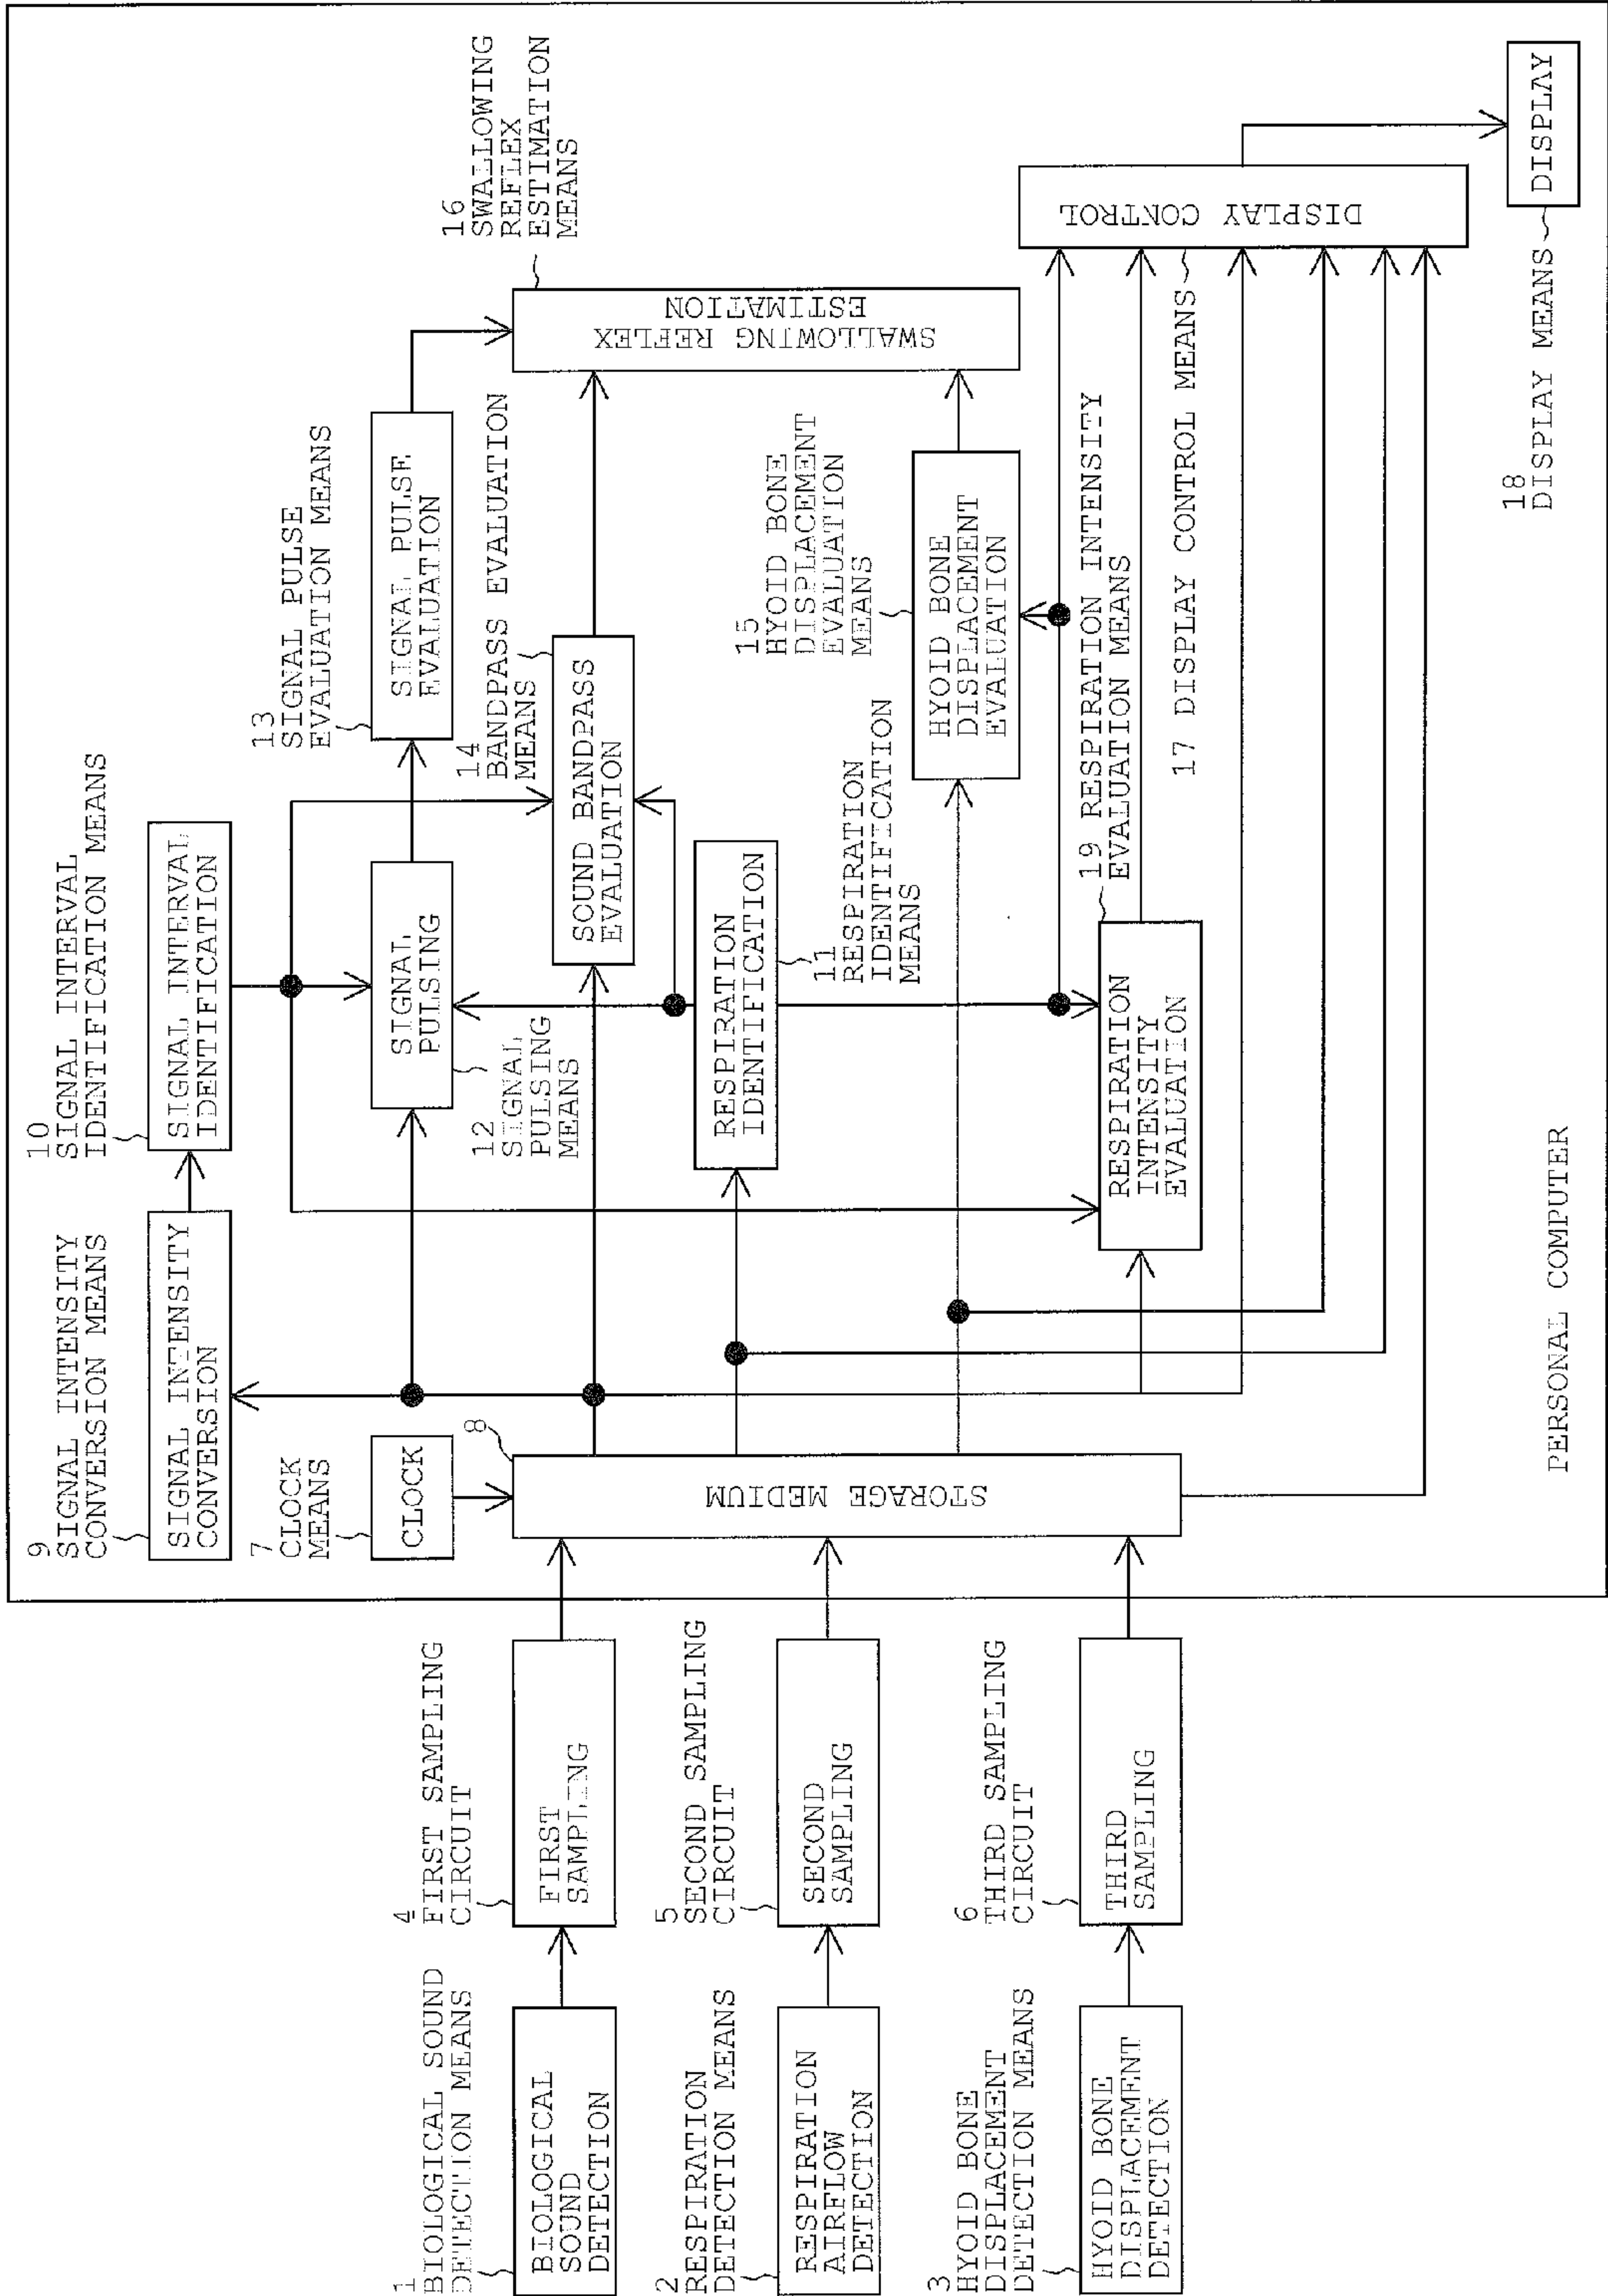 1
BIOLOGICAL SOUND
DETECTION MEANS
BIOLOGICAL
SOUND
DETECTION
4
FIRST SAMPLING
CIRCUIT
FIRST
SAMPLING
2
RESPIRATION
DETECTION MEANS
RESPIRATION
AIRFLOW
DETECTION
5
SECOND SAMPLING
CIRCUIT
SECOND
SAMPLING
3
HYOID BONE
DISPLACEMENT
DETECTION MEANS
HYOID BONE
DISPLACEMENT
DETECTION
6
THIRD SAMPLING
CIRCUIT
THIRD
SAMPLING
9
SIGNAL INTENSITY
CONVERSION MEANS
SIGNAL INTENSITY
CONVERSION
7
CLOCK
MEANS
CLOCK
8
STORAGE MEDIUM
10
SIGNAL INTERVAL
IDENTIFICATION MEANS
SIGNAL INTERVAL
IDENTIFICATION
SIGNAL
PULSING
12
SIGNAL
PULSING
MEANS
13
SIGNAL PULSE
EVALUATION MEANS
SIGNAL PULSE
EVALUATION
14
BANDPASS EVALUATION
MEANS
SOUND BANDPASS
EVALUATION
RESPIRATION
IDENTIFICATION
11
RESPIRATION
IDENTIFICATION
MEANS
15
HYOID BONE
DISPLACEMENT
EVALUATION
MEANS
HYOID BONE
DISPLACEMENT
EVALUATION
16
SWALLOWING
REFLEX
ESTIMATION
MEANS
SWALLOWING REFLEX
ESTIMATION
19 RESPIRATION INTENSITY
EVALUATION MEANS
RESPIRATION
INTENSITY
EVALUATION
17 DISPLAY CONTROL MEANS
DISPLAY CONTROL
18
DISPLAY MEANS
DISPLAY
PERSONAL COMPUTER